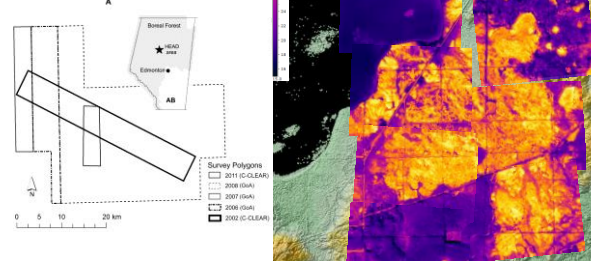 A
Boreal Forest
HEAD
area
Edmonton
AB
Survey Polygons
2011 (C-CLEAR)
2008 (GoA)
2007 (GoA)
2006 (GoA)
2002 (C-CLEAR)
N
0 5 10 20 km